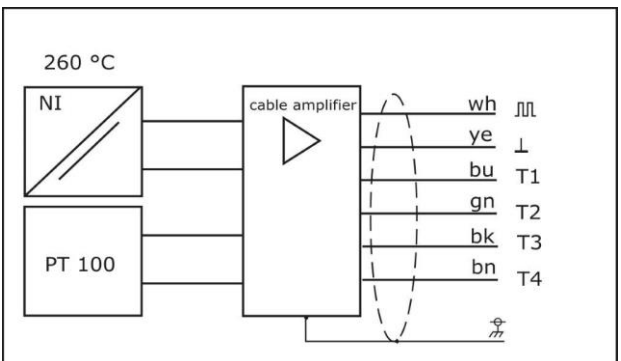 260 °C
NI
PT 100
cable amplifier
wh
ye ⊥
bu T1
gn T2
bk T3
bn T4